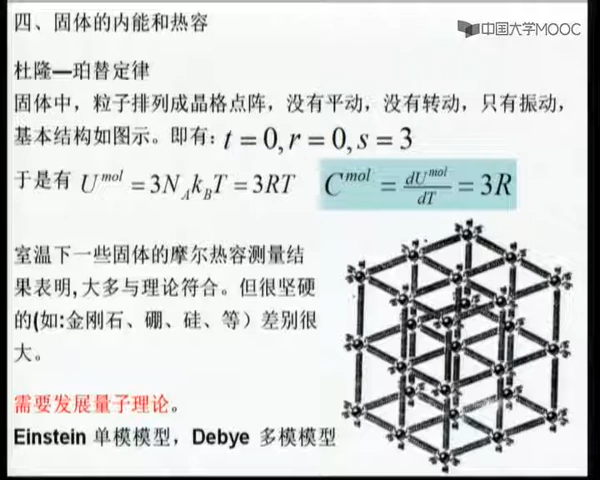 四、固体的内能和热容
中国大学MOOC
杜隆—珀替定律
固体中，粒子排列成晶格点阵，没有平动，没有转动，只有振动，
基本结构如图示。即有：t = 0, r = 0, s = 3
于是有 U^{mol} = 3N_A k_B T = 3RT C^{mol} = \frac{dU^{mol}}{dT} = 3R
室温下一些固体的摩尔热容测量结
果表明,大多与理论符合。但很坚硬
的(如:金刚石、硼、硅、等）差别很
大。
需要发展量子理论。
Einstein 单模模型，Debye 多模模型